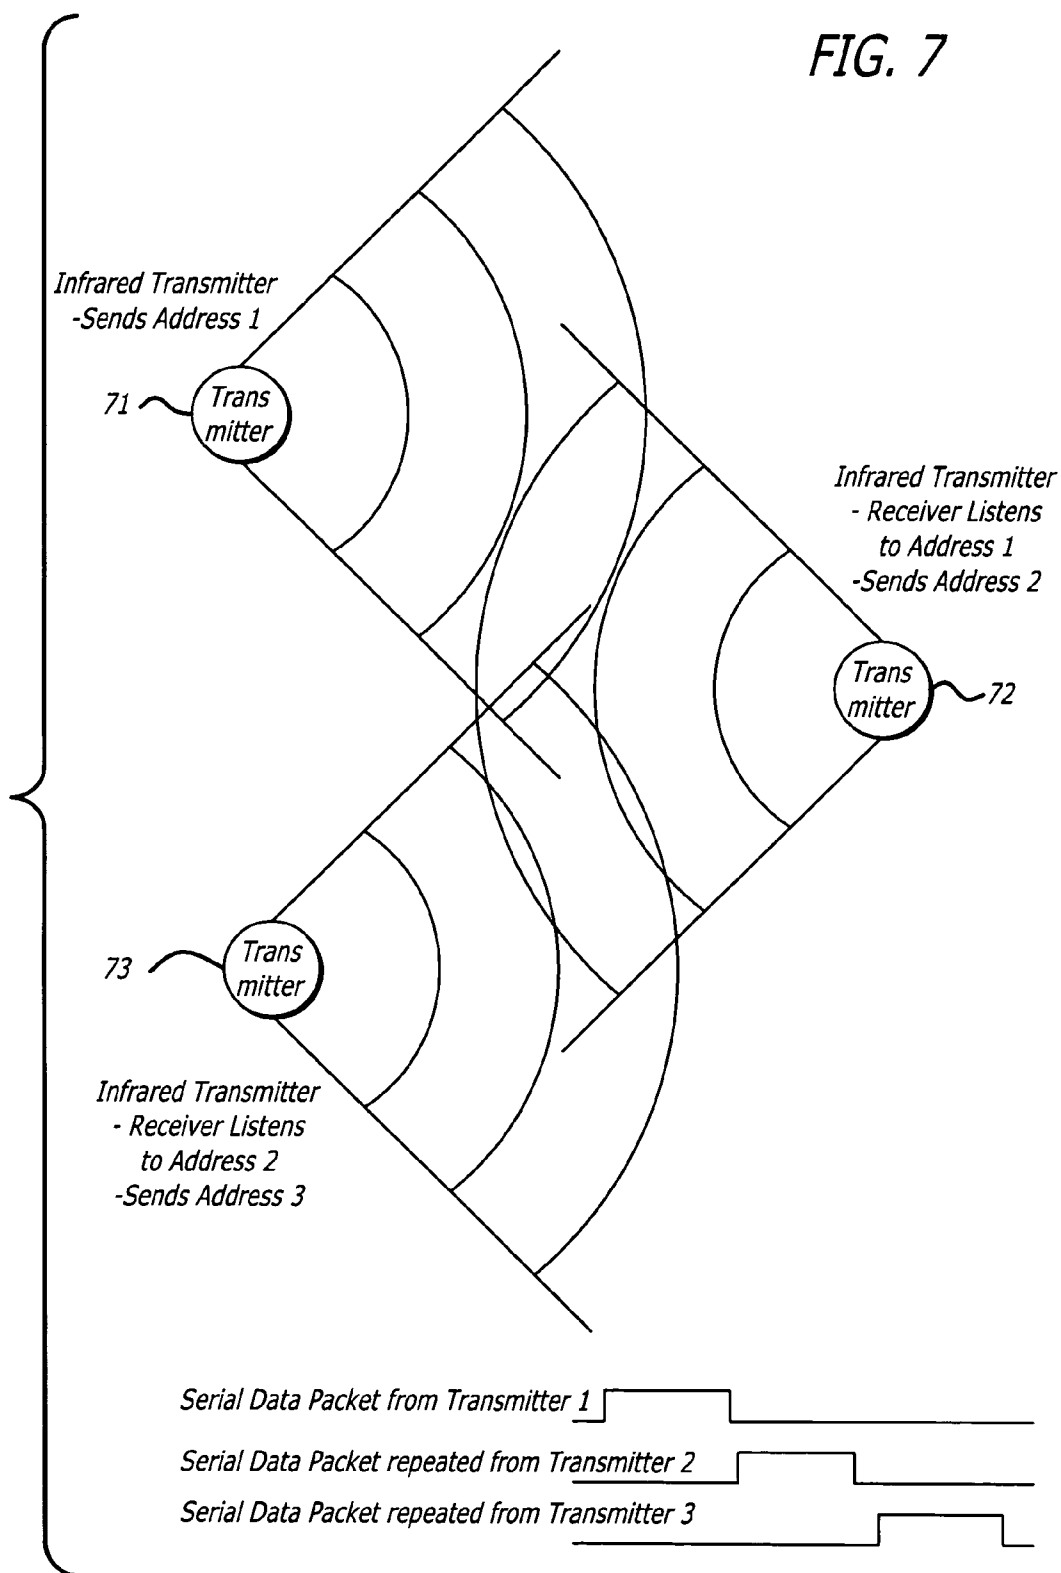 FIG. 7
Infrared Transmitter
-Sends Address 1
71
Trans
mitter
Infrared Transmitter
- Receiver Listens
to Address 1
-Sends Address 2
Trans
mitter
72
73
Trans
mitter
Infrared Transmitter
- Receiver Listens
to Address 2
-Sends Address 3
Serial Data Packet from Transmitter 1
Serial Data Packet repeated from Transmitter 2
Serial Data Packet repeated from Transmitter 3